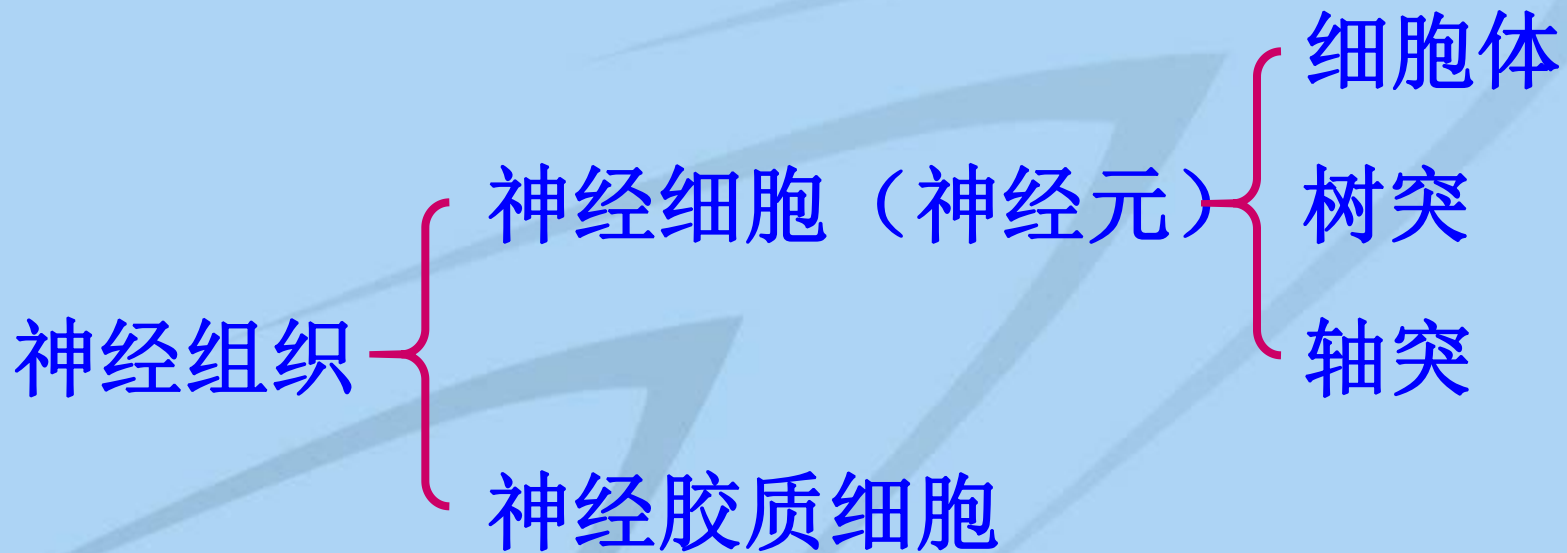 细胞体
神经细胞（神经元）
树突
神经组织
轴突
神经胶质细胞